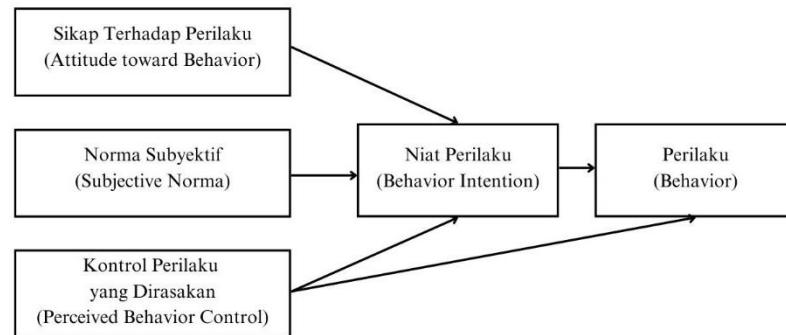 Sikap Terhadap Perilaku
(Attitude toward Behavior)
Norma Subyektif
(Subjective Norma)
Niat Perilaku
(Behavior Intention)
Perilaku
(Behavior)
Kontrol Perilaku
yang Dirasakan
(Perceived Behavior Control)